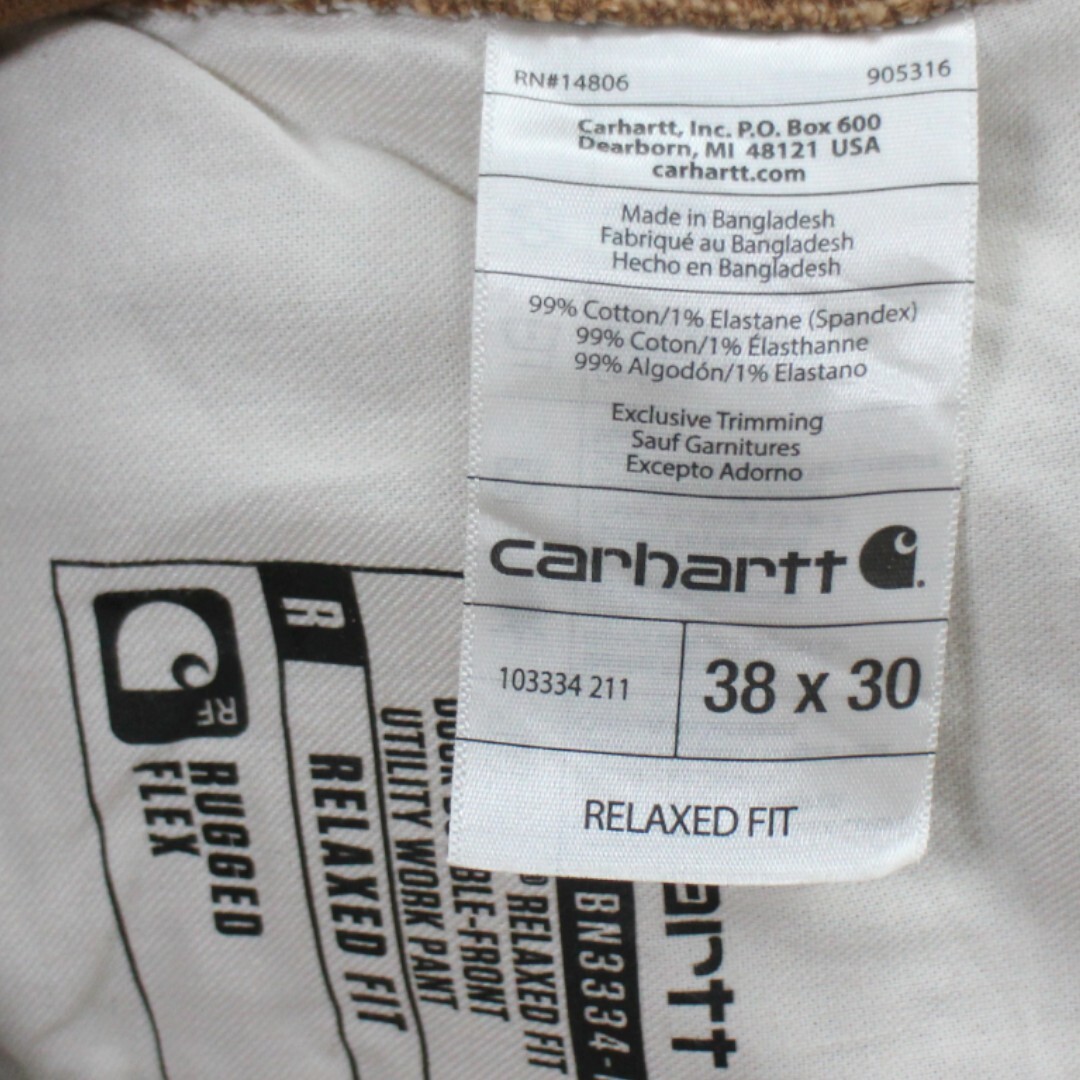 RN#14806 905316
Carhartt, Inc. P.O. Box 600
Dearborn, MI 48121 USA
carhartt.com
Made in Bangladesh
Fabriqué au Bangladesh
Hecho en Bangladesh
99% Cotton/1% Elastane (Spandex)
99% Coton/1% Élasthanne
99% Algodón/1% Elastano
Exclusive Trimming
Sauf Garnitures
Excepto Adorno
carhartt
103334 211 38 x 30
RELAXED FIT
artt
BN3334-
RELAXED FIT
BLE-FRONT
UTILITY WORK PANT
R RELAXED FIT
RF
RUGGED
FLEX